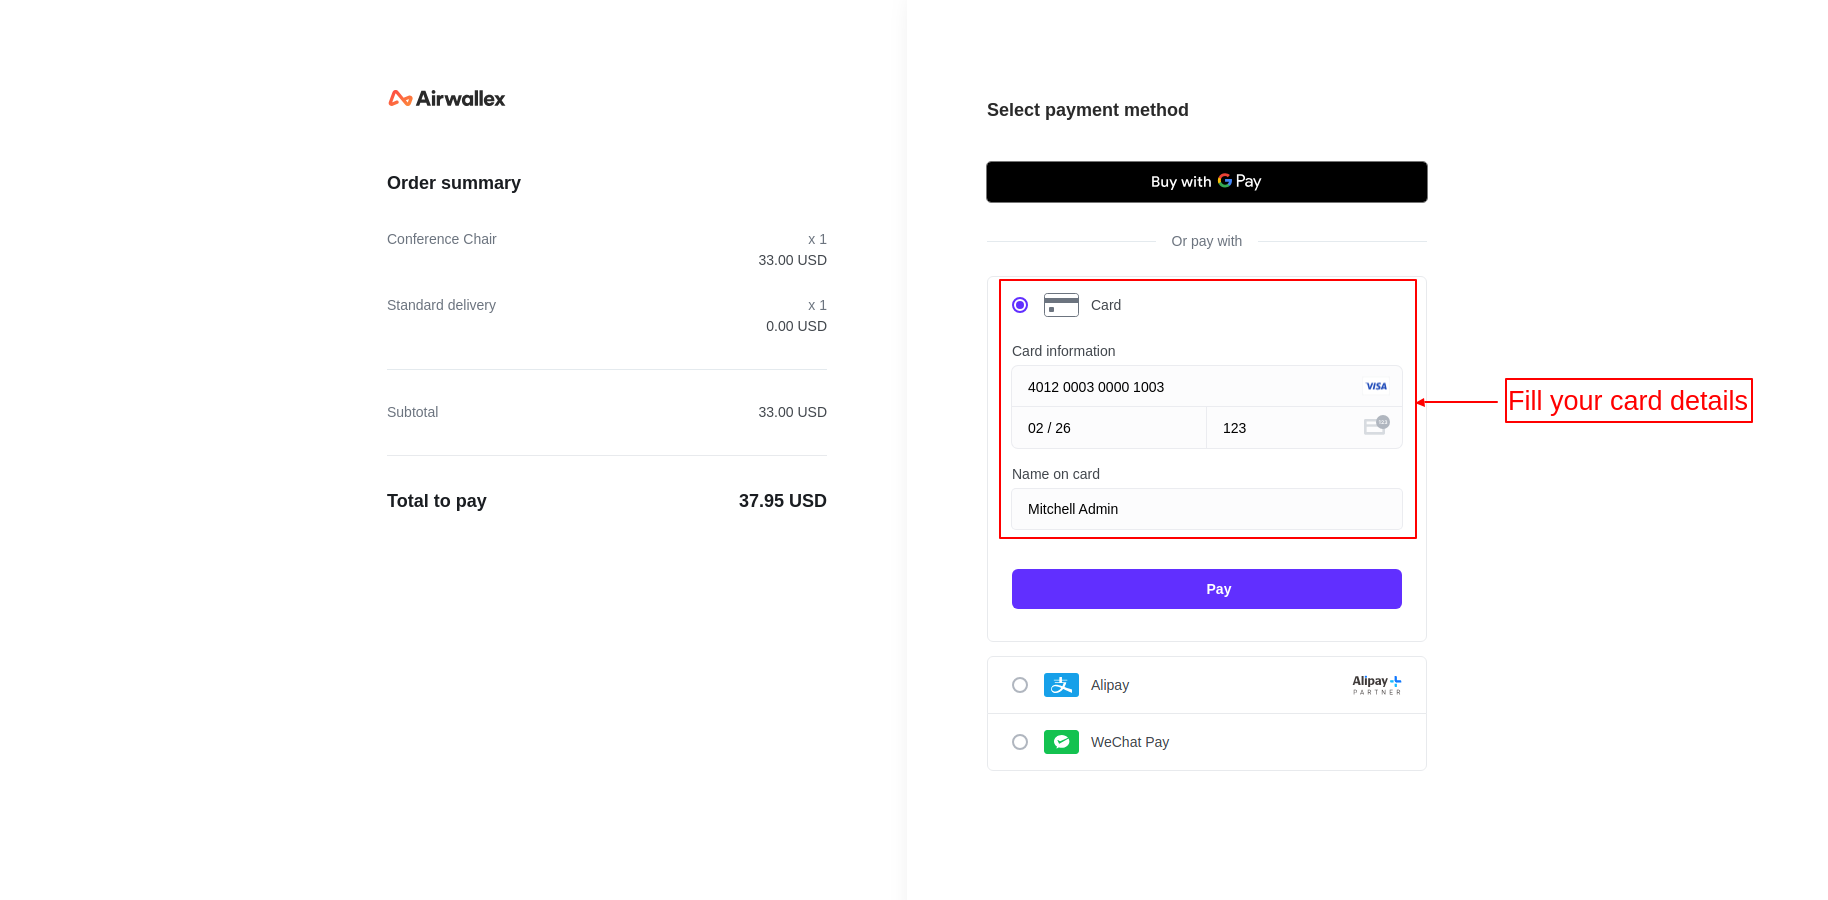 Airwallex
Order summary
Conference Chair x 1
33.00 USD
Standard delivery x 1
0.00 USD
Subtotal 33.00 USD
Total to pay 37.95 USD
Select payment method
Buy with G Pay
Or pay with
Card
Card information
4012 0003 0000 1003 VISA
02 / 26 123
Name on card
Mitchell Admin
Pay
Alipay Alipay
PARTNER
WeChat Pay
Fill your card details